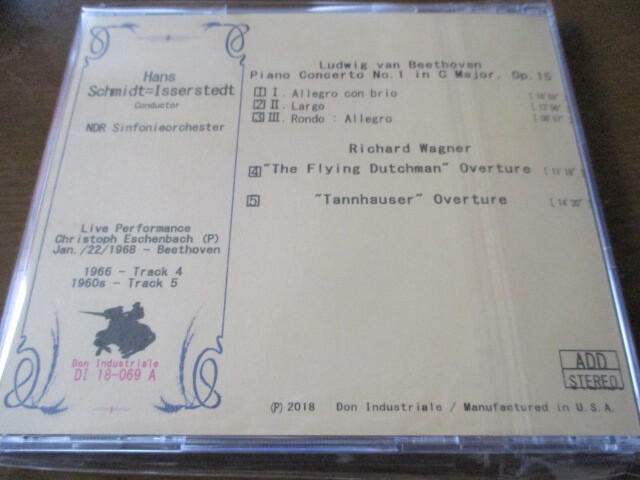 Hans
Schmidt=Isserstedt
Conductor
NDR Sinfonieorchester
Live Performance
Christoph Eschenbach (P)
Jan./22/1968 - Beethoven
1966 - Track 4
1960s - Track 5
Don Industriale
DI 18-069 A
Ludwig van Beethoven
Piano Concerto No.1 in C Major, Op.15
1 I. Allegro con brio
2 II. Largo
3 III. Rondo : Allegro
Richard Wagner
4 "The Flying Dutchman" Overture
5 "Tannhauser" Overture [ 14'30" ]
ADD
STEREO
(P) 2018 Don Industriale / Manufactured in U.S.A.